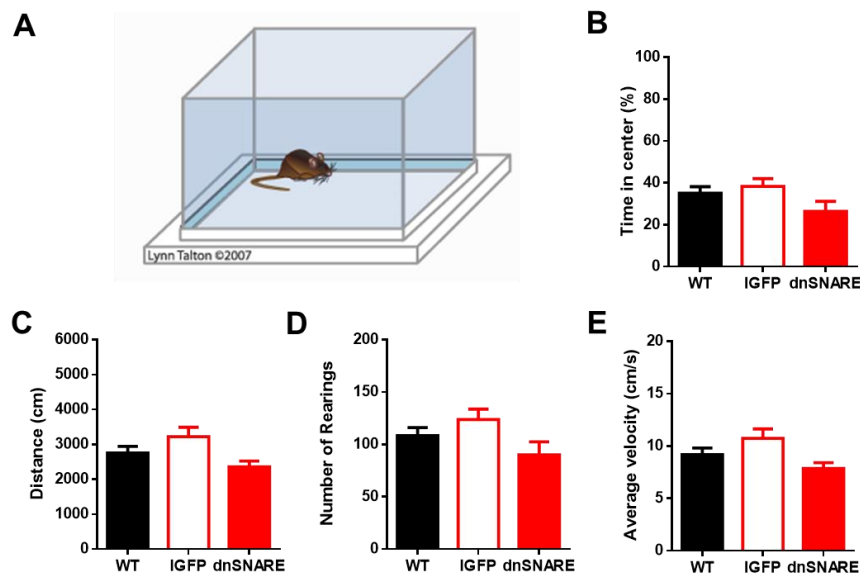 A
Lynn Talton ©2007
B
Time in center (%)
100
80
60
40
20
0
WT IGFP dnSNARE
C
Distance (cm)
6000
5000
4000
3000
2000
1000
0
WT IGFP dnSNARE
D
Number of Rearings
200
150
100
50
0
WT IGFP dnSNARE
E
Average velocity (cm/s)
20
15
10
5
0
WT IGFP dnSNARE